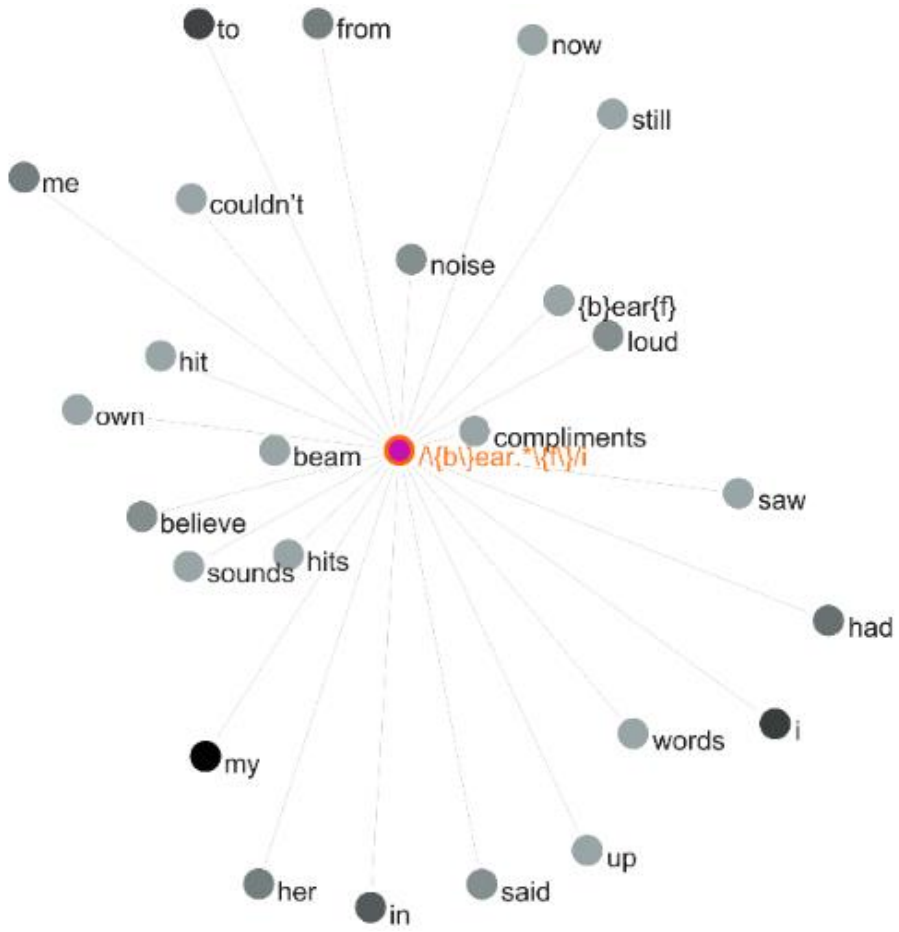 to
from
now
still
me
couldn't
noise
{b}ear{f}
loud
hit
own
compliments
beam
/\{b\}ear.*\{f\}/i
saw
believe
hits
sounds
had
i
words
my
up
her
said
in